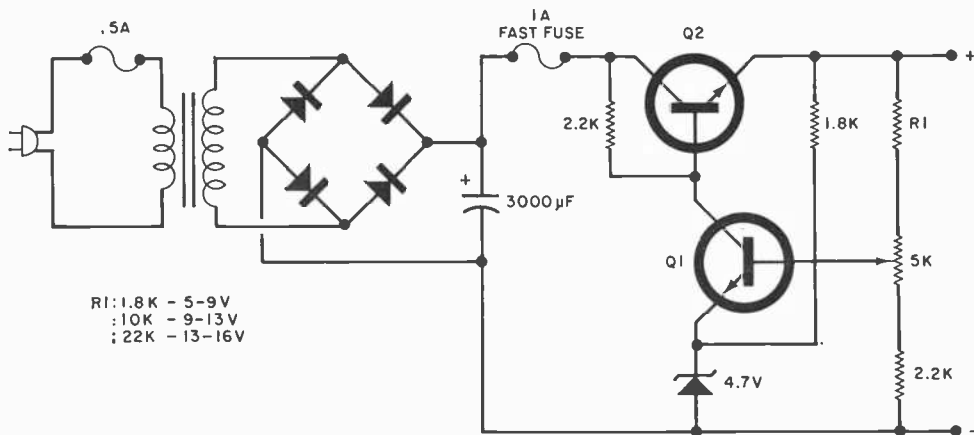 .5A
1A
FAST FUSE
Q2
2.2K
1.8K
R1
+
+
3000µF
Q1
5K
R1:1.8K - 5-9V
:10K - 9-13V
:22K - 13-16V
4.7V
2.2K
-